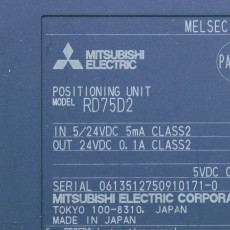 MELSEC
PA
MITSUBISHI
ELECTRIC
POSITIONING UNIT
MODEL RD75D2
IN 5/24VDC 5mA CLASS2
OUT 24VDC 0.1A CLASS2
5VDC 0
SERIAL 0613512750910171-0
MITSUBISHI ELECTRIC CORPORA
TOKYO 100-8310, JAPAN
MADE IN JAPAN